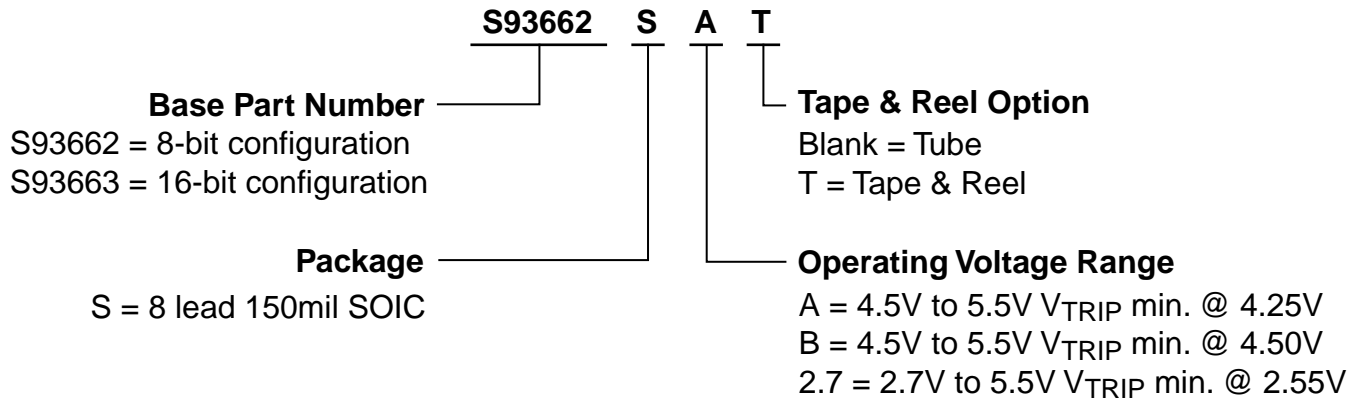 S93662 S A T
Base Part Number
S93662 = 8-bit configuration
S93663 = 16-bit configuration
Tape & Reel Option
Blank = Tube
T = Tape & Reel
Package
S = 8 lead 150mil SOIC
Operating Voltage Range
A = 4.5V to 5.5V VTRIP min. @ 4.25V
B = 4.5V to 5.5V VTRIP min. @ 4.50V
2.7 = 2.7V to 5.5V VTRIP min. @ 2.55V